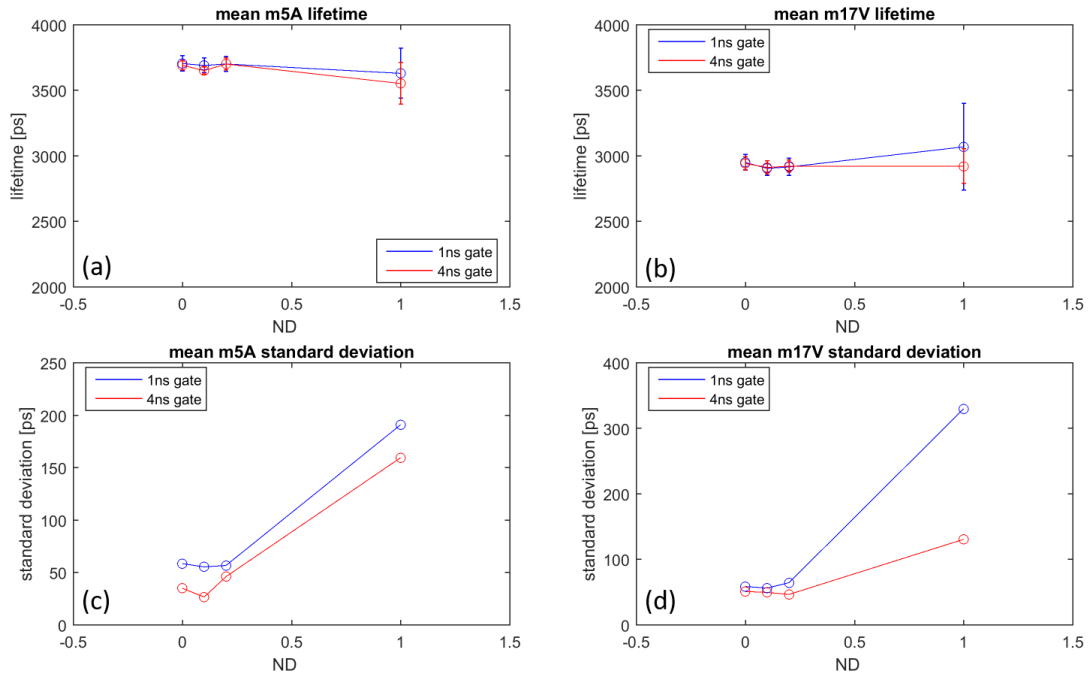 mean m5A lifetime
4000
3500
3000
2500
2000
lifetime [ps]
1ns gate
4ns gate
(a)
-0.5
0
0.5
1
1.5
ND
mean m17V lifetime
4000
3500
3000
2500
2000
lifetime [ps]
1ns gate
4ns gate
(b)
-0.5
0
0.5
1
1.5
ND
mean m5A standard deviation
250
200
150
100
50
0
standard deviation [ps]
1ns gate
4ns gate
(c)
-0.5
0
0.5
1
1.5
ND
mean m17V standard deviation
400
300
200
100
0
standard deviation [ps]
1ns gate
4ns gate
(d)
-0.5
0
0.5
1
1.5
ND